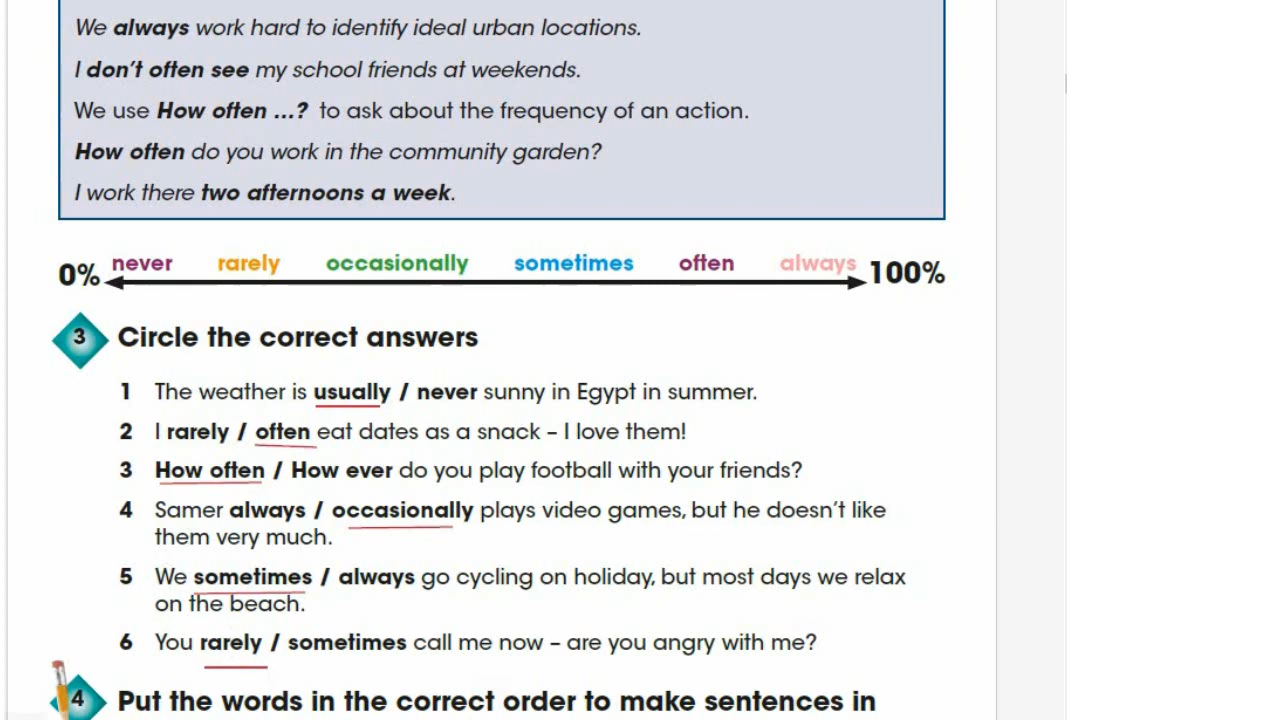 We always work hard to identify ideal urban locations.
I don't often see my school friends at weekends.
We use How often ...? to ask about the frequency of an action.
How often do you work in the community garden?
I work there two afternoons a week.
0% never rarely occasionally sometimes often always 100%
3 Circle the correct answers
1 The weather is usually / never sunny in Egypt in summer.
2 I rarely / often eat dates as a snack – I love them!
3 How often / How ever do you play football with your friends?
4 Samer always / occasionally plays video games, but he doesn't like
them very much.
5 We sometimes / always go cycling on holiday, but most days we relax
on the beach.
6 You rarely / sometimes call me now – are you angry with me?
4 Put the words in the correct order to make sentences in